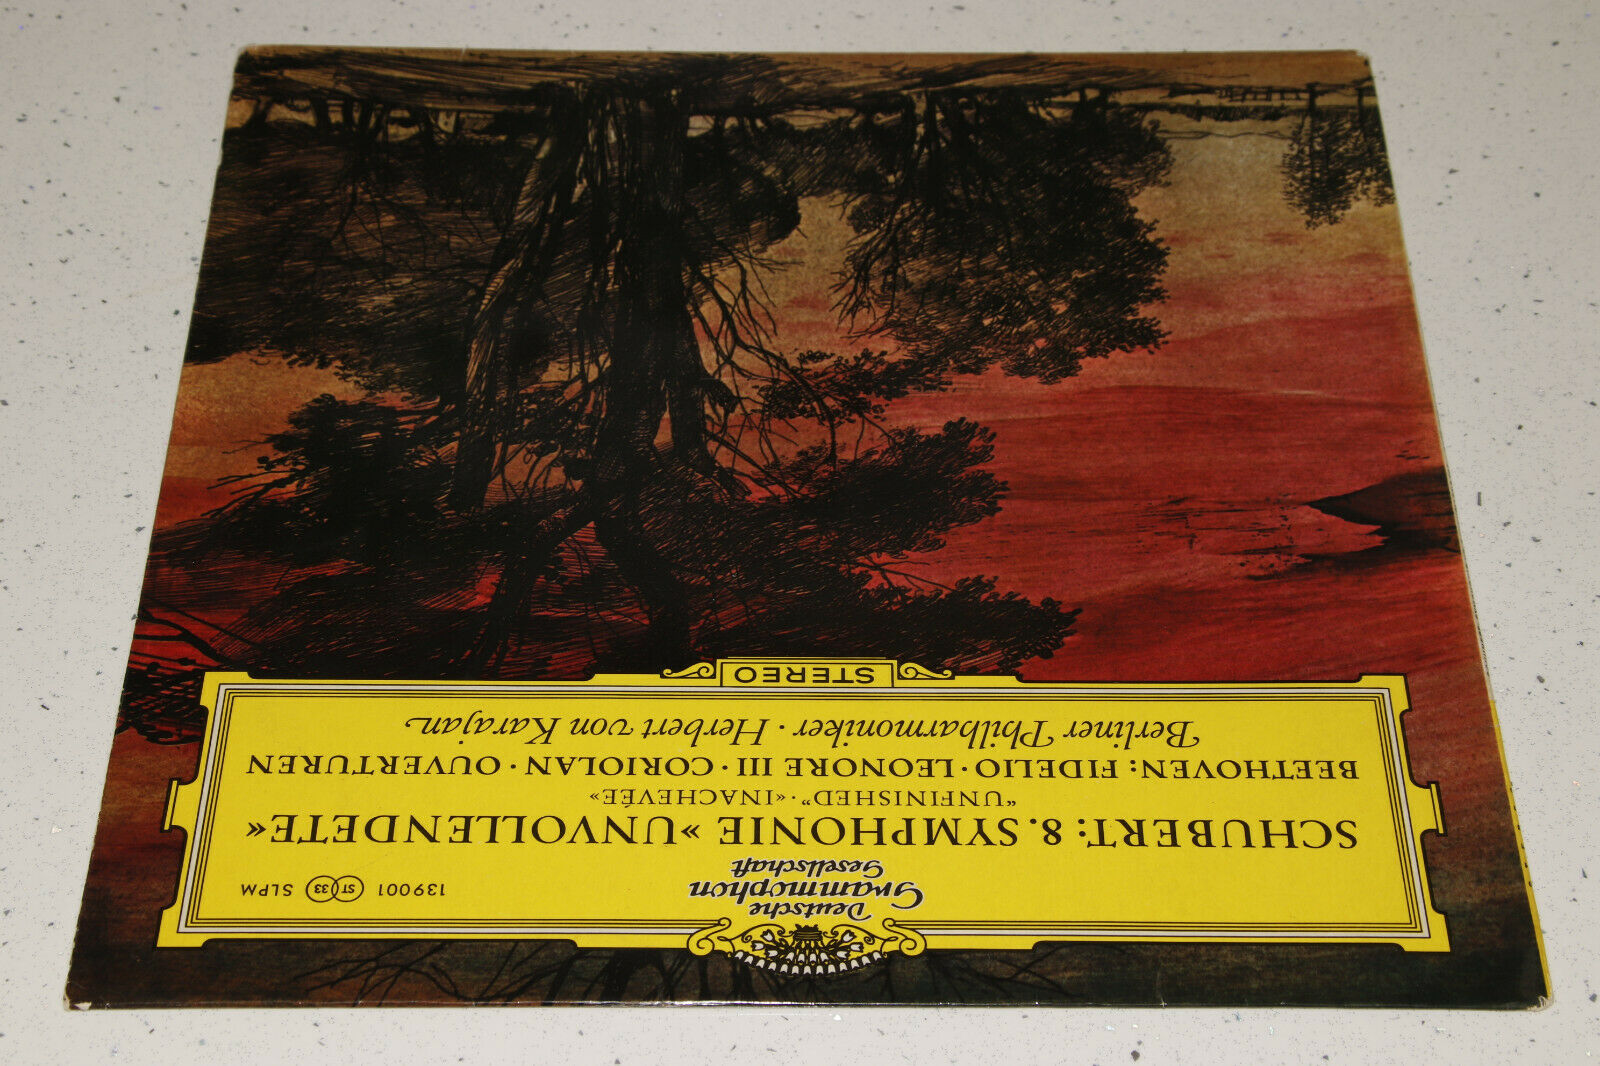 Deutsche
Grammophon
Gesellschaft
139001 ST 33 SLPM
SCHUBERT: 8. SYMPHONIE »UNVOLLENDETE«
“UNFINISHED”·«INACHEVÉE»
BEETHOVEN: FIDELIO·LEONORE III·CORIOLAN·OUVERTUREN
Berliner Philharmoniker · Herbert von Karajan
STEREO